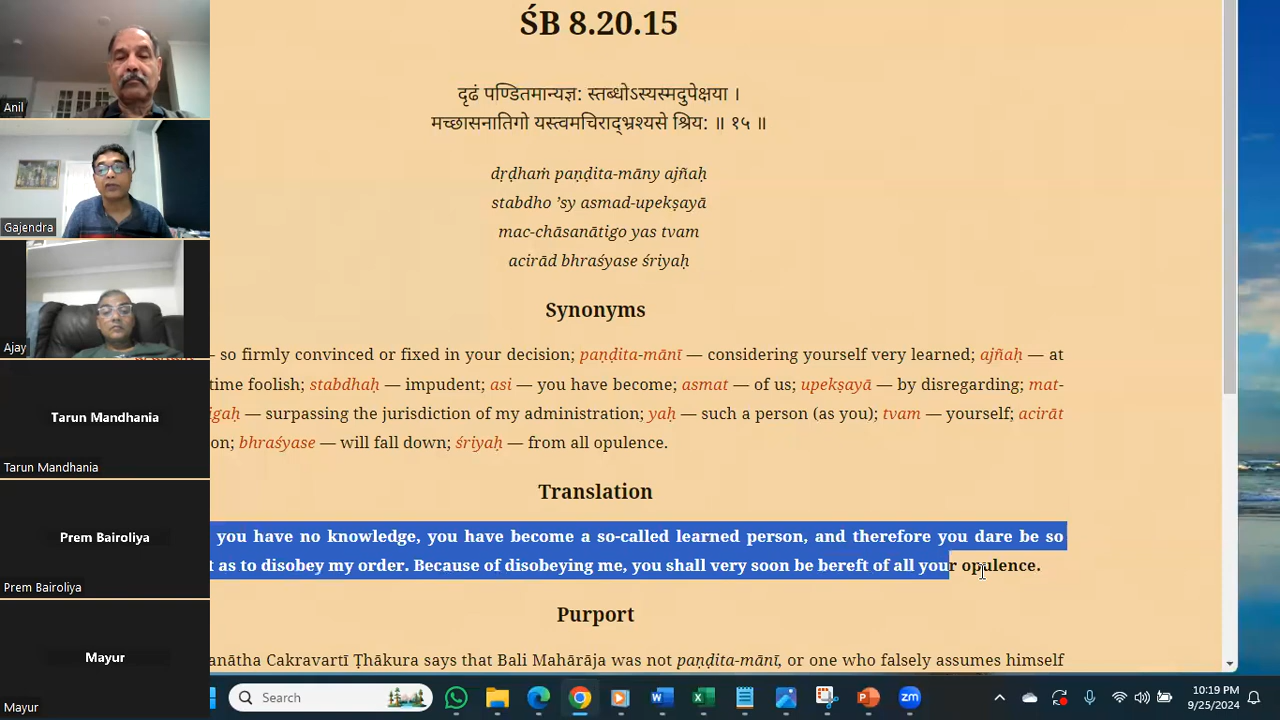 ŚB 8.20.15
दृढं पण्डितमान्यज्ञ: स्तब्धोऽस्यस्मदुपेक्षया ।
मच्छासनातिगो यस्त्वमचिराद्भ्रश्यसे श्रिय: ॥ १५ ॥
dṛḍhaṁ paṇḍita-māny ajñaḥ
stabdho ’sy asmad-upekṣayā
mac-chāsanātigo yas tvam
acirād bhraśyase śriyaḥ
Synonyms
— so firmly convinced or fixed in your decision; paṇḍita-mānī — considering yourself very learned; ajñaḥ — at
time foolish; stabdhaḥ — impudent; asi — you have become; asmat — of us; upekṣayā — by disregarding; mat-
igaḥ — surpassing the jurisdiction of my administration; yaḥ — such a person (as you); tvam — yourself; acirāt
on; bhraśyase — will fall down; śriyaḥ — from all opulence.
Translation
you have no knowledge, you have become a so-called learned person, and therefore you dare be so
t as to disobey my order. Because of disobeying me, you shall very soon be bereft of all your opulence.
Purport
anātha Cakravartī Ṭhākura says that Bali Mahārāja was not paṇḍita-mānī, or one who falsely assumes himself
Anil
Gajendra
Ajay
Tarun Mandhania
Tarun Mandhania
Prem Bairoliya
Prem Bairoliya
Mayur
Mayur
Search
zm
10:19 PM
9/25/2024